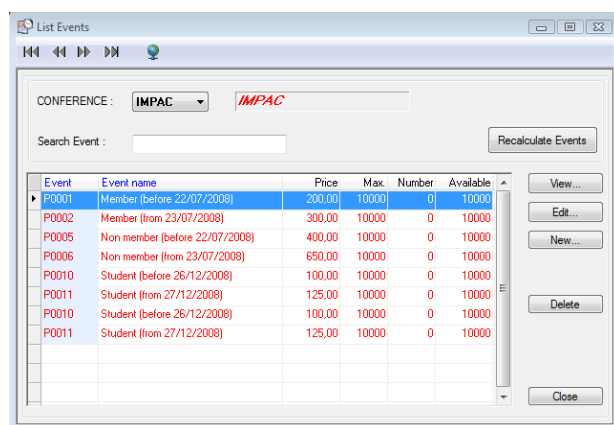 List Events
CONFERENCE : IMPAC IMPAC
Search Event : Recalculate Events
Event Event name Price Max. Number Available View...
P0001 Member (before 22/07/2008) 200,00 10000 0 10000
P0002 Member (from 23/07/2008) 300,00 10000 0 10000 Edit...
P0005 Non member (before 22/07/2008) 400,00 10000 0 10000 New...
P0006 Non member (from 23/07/2008) 650,00 10000 0 10000
P0010 Student (before 26/12/2008) 100,00 10000 0 10000
P0011 Student (from 27/12/2008) 125,00 10000 0 10000 Delete
P0010 Student (before 26/12/2008) 100,00 10000 0 10000
P0011 Student (from 27/12/2008) 125,00 10000 0 10000
Close